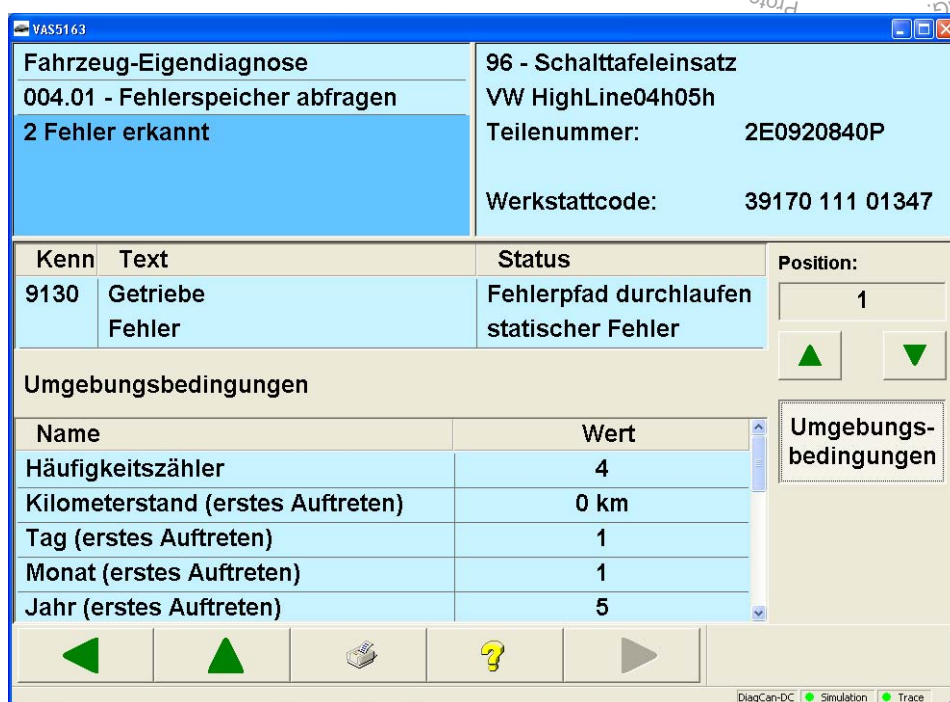 VAS5163
Fahrzeug-Eigendiagnose
004.01 - Fehlerspeicher abfragen
2 Fehler erkannt
96 - Schalttafeleinsatz
VW HighLine04h05h
Teilenummer: 2E0920840P
Werkstattcode: 39170 111 01347
Kenn Text Status
9130 Getriebe Fehlerpfad durchlaufen
Fehler statischer Fehler
Position:
1
Umgebungsbedingungen
Umgebungs-
bedingungen
Name Wert
Häufigkeitszähler 4
Kilometerstand (erstes Auftreten) 0 km
Tag (erstes Auftreten) 1
Monat (erstes Auftreten) 1
Jahr (erstes Auftreten) 5
DiagCan-DC Simulation Trace